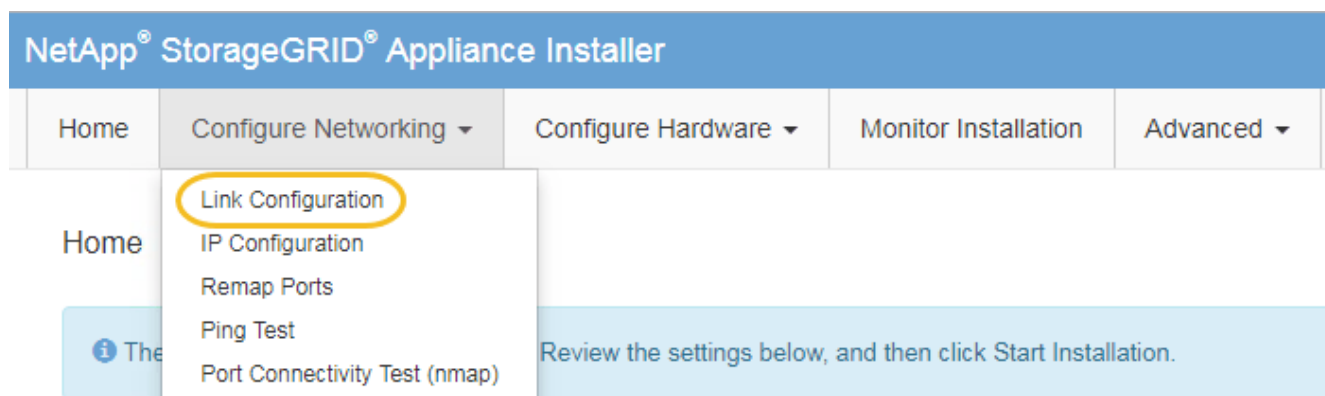 NetApp® StorageGRID® Appliance Installer
Home Configure Networking Configure Hardware Monitor Installation Advanced
Link Configuration
Home
IP Configuration
Remap Ports
Ping Test
The Review the settings below, and then click Start Installation.
Port Connectivity Test (nmap)